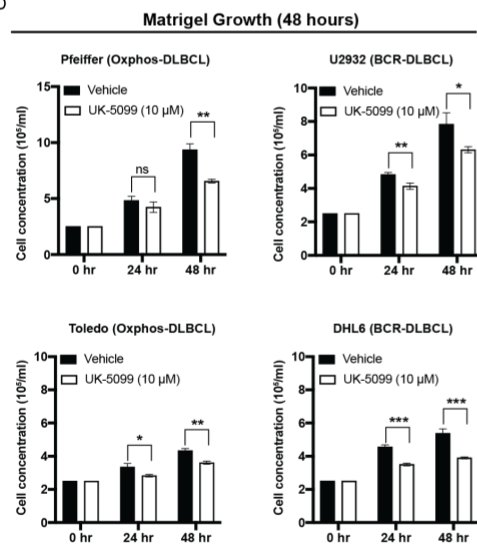 Matrigel Growth (48 hours)
Pfeiffer (Oxphos-DLBCL)
Cell concentration (10⁵/ml)
15
10
5
0
Vehicle
UK-5099 (10 µM)
ns
**
0 hr 24 hr 48 hr
U2932 (BCR-DLBCL)
Cell concentration (10⁵/ml)
10
8
6
4
2
0
Vehicle
UK-5099 (10 µM)
**
*
0 hr 24 hr 48 hr
Toledo (Oxphos-DLBCL)
Cell concentration (10⁵/ml)
10
8
6
4
2
0
Vehicle
UK-5099 (10 µM)
*
**
0 hr 24 hr 48 hr
DHL6 (BCR-DLBCL)
Cell concentration (10⁵/ml)
10
8
6
4
2
0
Vehicle
UK-5099 (10 µM)
***
***
0 hr 24 hr 48 hr